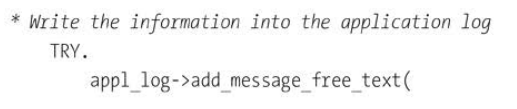 * Write the information into the application log
TRY.
appl_log->add_message_free_text(